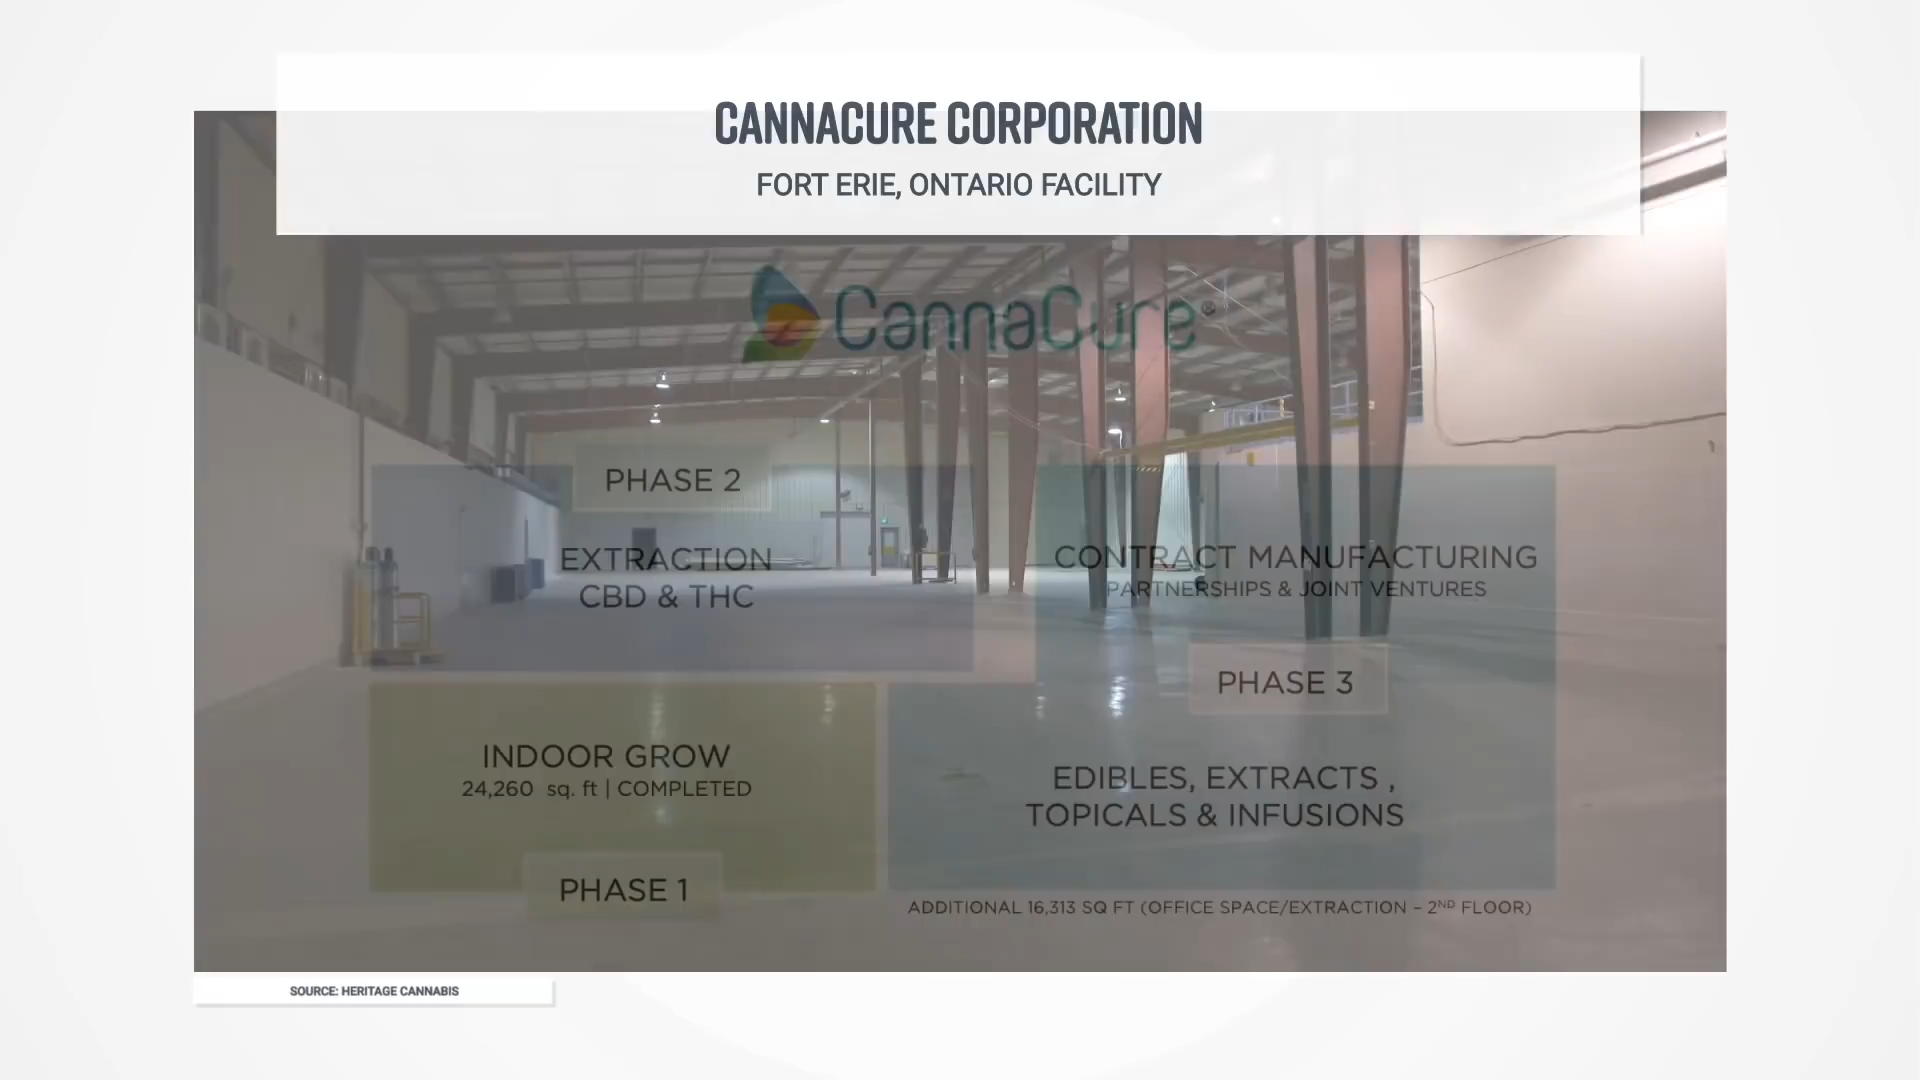 CANNACURE CORPORATION
FORT ERIE, ONTARIO FACILITY
CannaCure®
PHASE 2
EXTRACTION
CBD & THC
CONTRACT MANUFACTURING
PARTNERSHIPS & JOINT VENTURES
PHASE 3
INDOOR GROW
24,260 sq. ft | COMPLETED
EDIBLES, EXTRACTS ,
TOPICALS & INFUSIONS
PHASE 1
ADDITIONAL 16,313 SQ FT (OFFICE SPACE/EXTRACTION – 2ND FLOOR)
SOURCE: HERITAGE CANNABIS